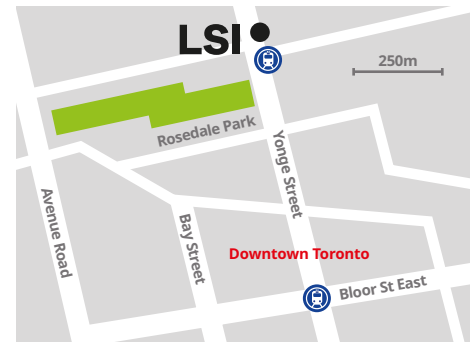 LSI
250m
Rosedale Park
Yonge Street
Avenue Road
Bay Street
Downtown Toronto
Bloor St East